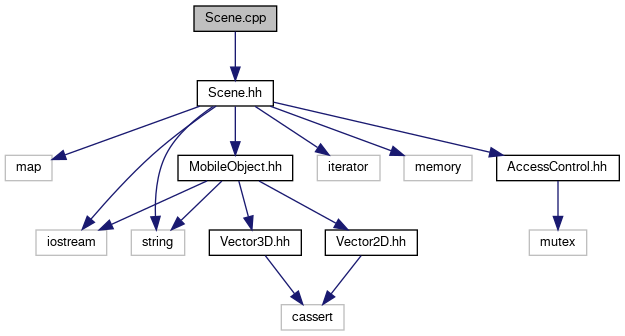 Scene.cpp
Scene.hh
map
MobileObject.hh
iterator
memory
AccessControl.hh
iostream
string
Vector3D.hh
Vector2D.hh
mutex
cassert